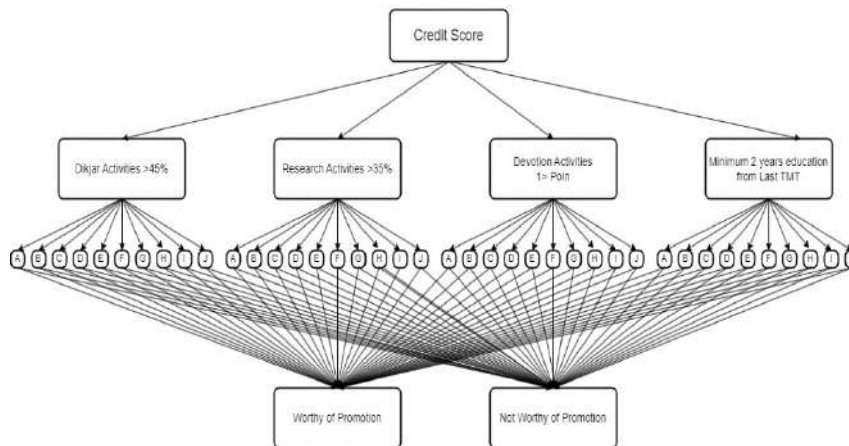 Credit Score
Dikjar Activities >45%
Research Activities >35%
Devotion Activities
1> Poin
Minimum 2 years education
from Last TMT
A B C D E F G H I J
A B C D E F G H I J
A B C D E F G H I J
A B C D E F G H I
Worthy of Promotion
Not Worthy of Promotion